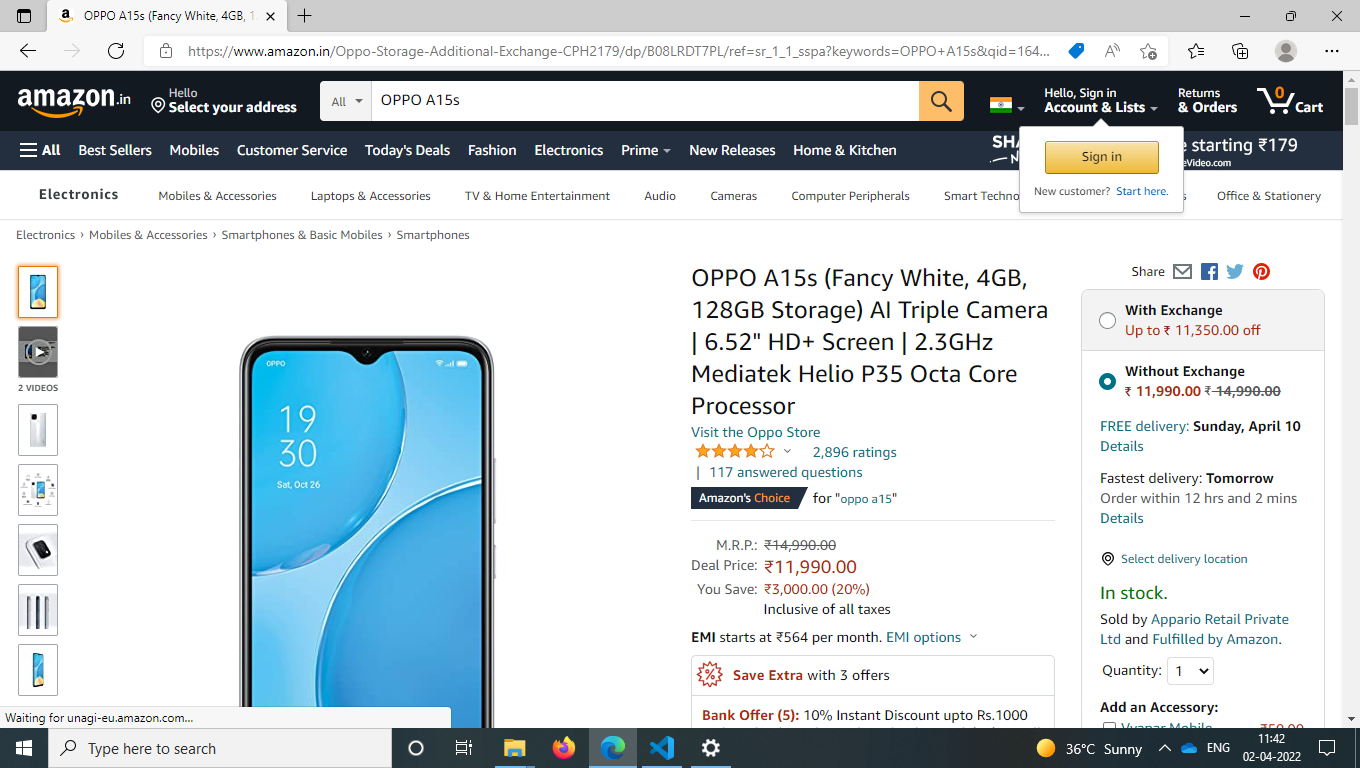 OPPO A15s (Fancy White, 4GB, 1
https://www.amazon.in/Oppo-Storage-Additional-Exchange-CPH2179/dp/B08LRDT7PL/ref=sr_1_1_sspa?keywords=OPPO+A15s&qid=164...
amazon.in
Hello
Select your address
All
OPPO A15s
Hello, Sign in
Account & Lists
Returns
& Orders
0
Cart
All
Best Sellers
Mobiles
Customer Service
Today's Deals
Fashion
Electronics
Prime
New Releases
Home & Kitchen
starting ₹179
eVideo.com
Sign in
New customer? Start here.
Electronics
Mobiles & Accessories
Laptops & Accessories
TV & Home Entertainment
Audio
Cameras
Computer Peripherals
Smart Techno
Office & Stationery
Electronics › Mobiles & Accessories › Smartphones & Basic Mobiles › Smartphones
2 VIDEOS
OPPO
19
30
Sat, Oct 26
OPPO A15s (Fancy White, 4GB,
128GB Storage) AI Triple Camera
| 6.52" HD+ Screen | 2.3GHz
Mediatek Helio P35 Octa Core
Processor
Visit the Oppo Store
2,896 ratings
| 117 answered questions
Amazon's Choice for "oppo a15"
M.R.P.: ₹14,990.00
Deal Price: ₹11,990.00
You Save: ₹3,000.00 (20%)
Inclusive of all taxes
EMI starts at ₹564 per month. EMI options
Save Extra with 3 offers
Bank Offer (5): 10% Instant Discount upto Rs.1000
Share
With Exchange
Up to ₹ 11,350.00 off
Without Exchange
₹ 11,990.00 ₹ 14,990.00
FREE delivery: Sunday, April 10
Details
Fastest delivery: Tomorrow
Order within 12 hrs and 2 mins
Details
Select delivery location
In stock.
Sold by Appario Retail Private
Ltd and Fulfilled by Amazon.
Quantity: 1
Add an Accessory:
Vyapar Mobile
Waiting for unagi-eu.amazon.com...
Type here to search
36°C Sunny
ENG
11:42
02-04-2022